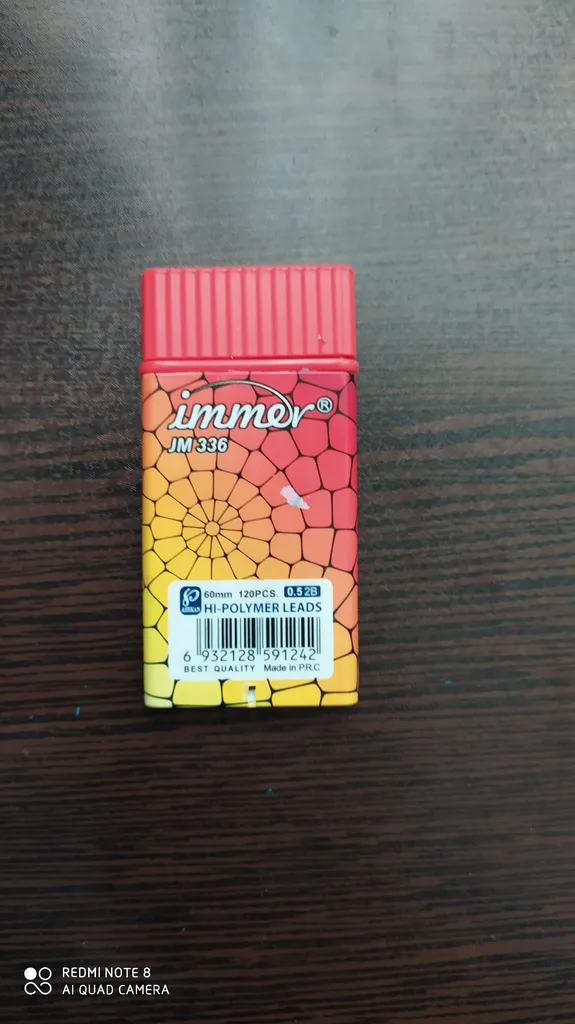 immer®
JM 336
60mm 120PCS. 0.5 2B
HI-POLYMER LEADS
6 932128 591242
BEST QUALITY Made in P.R.C
REDMI NOTE 8
AI QUAD CAMERA